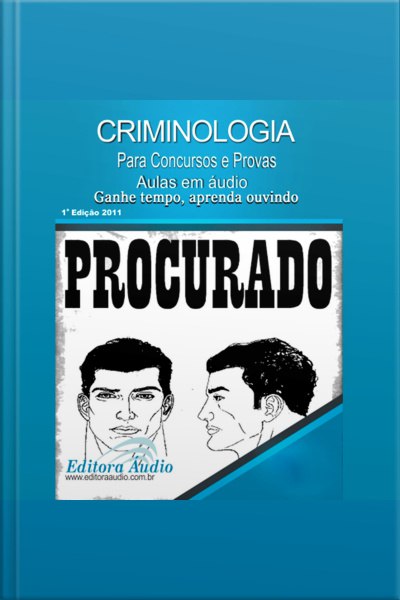 CRIMINOLOGIA
Para Concursos e Provas
Aulas em áudio
Ganhe tempo, aprenda ouvindo
1ª Edição 2011
PROCURADO
Editora Áudio
www.editoraaudio.com.br